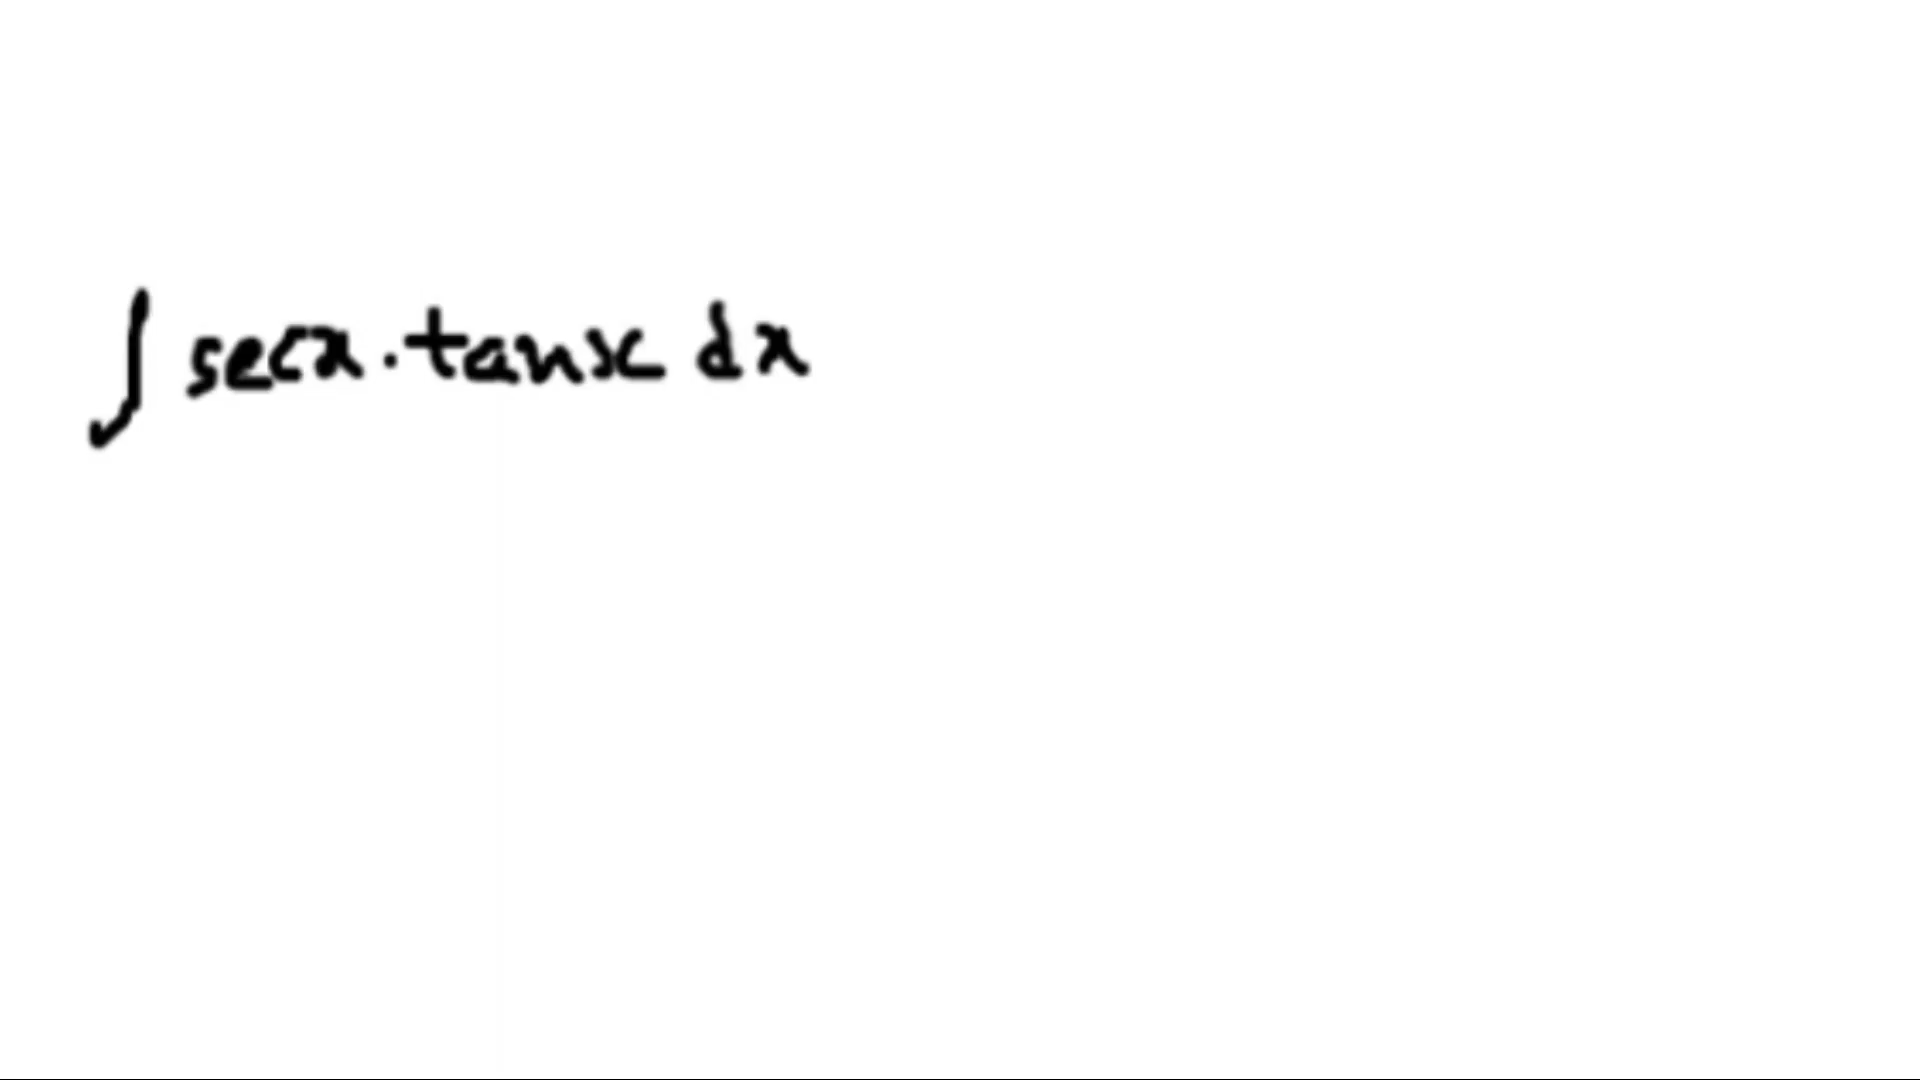 ∫ secx · tanx dx